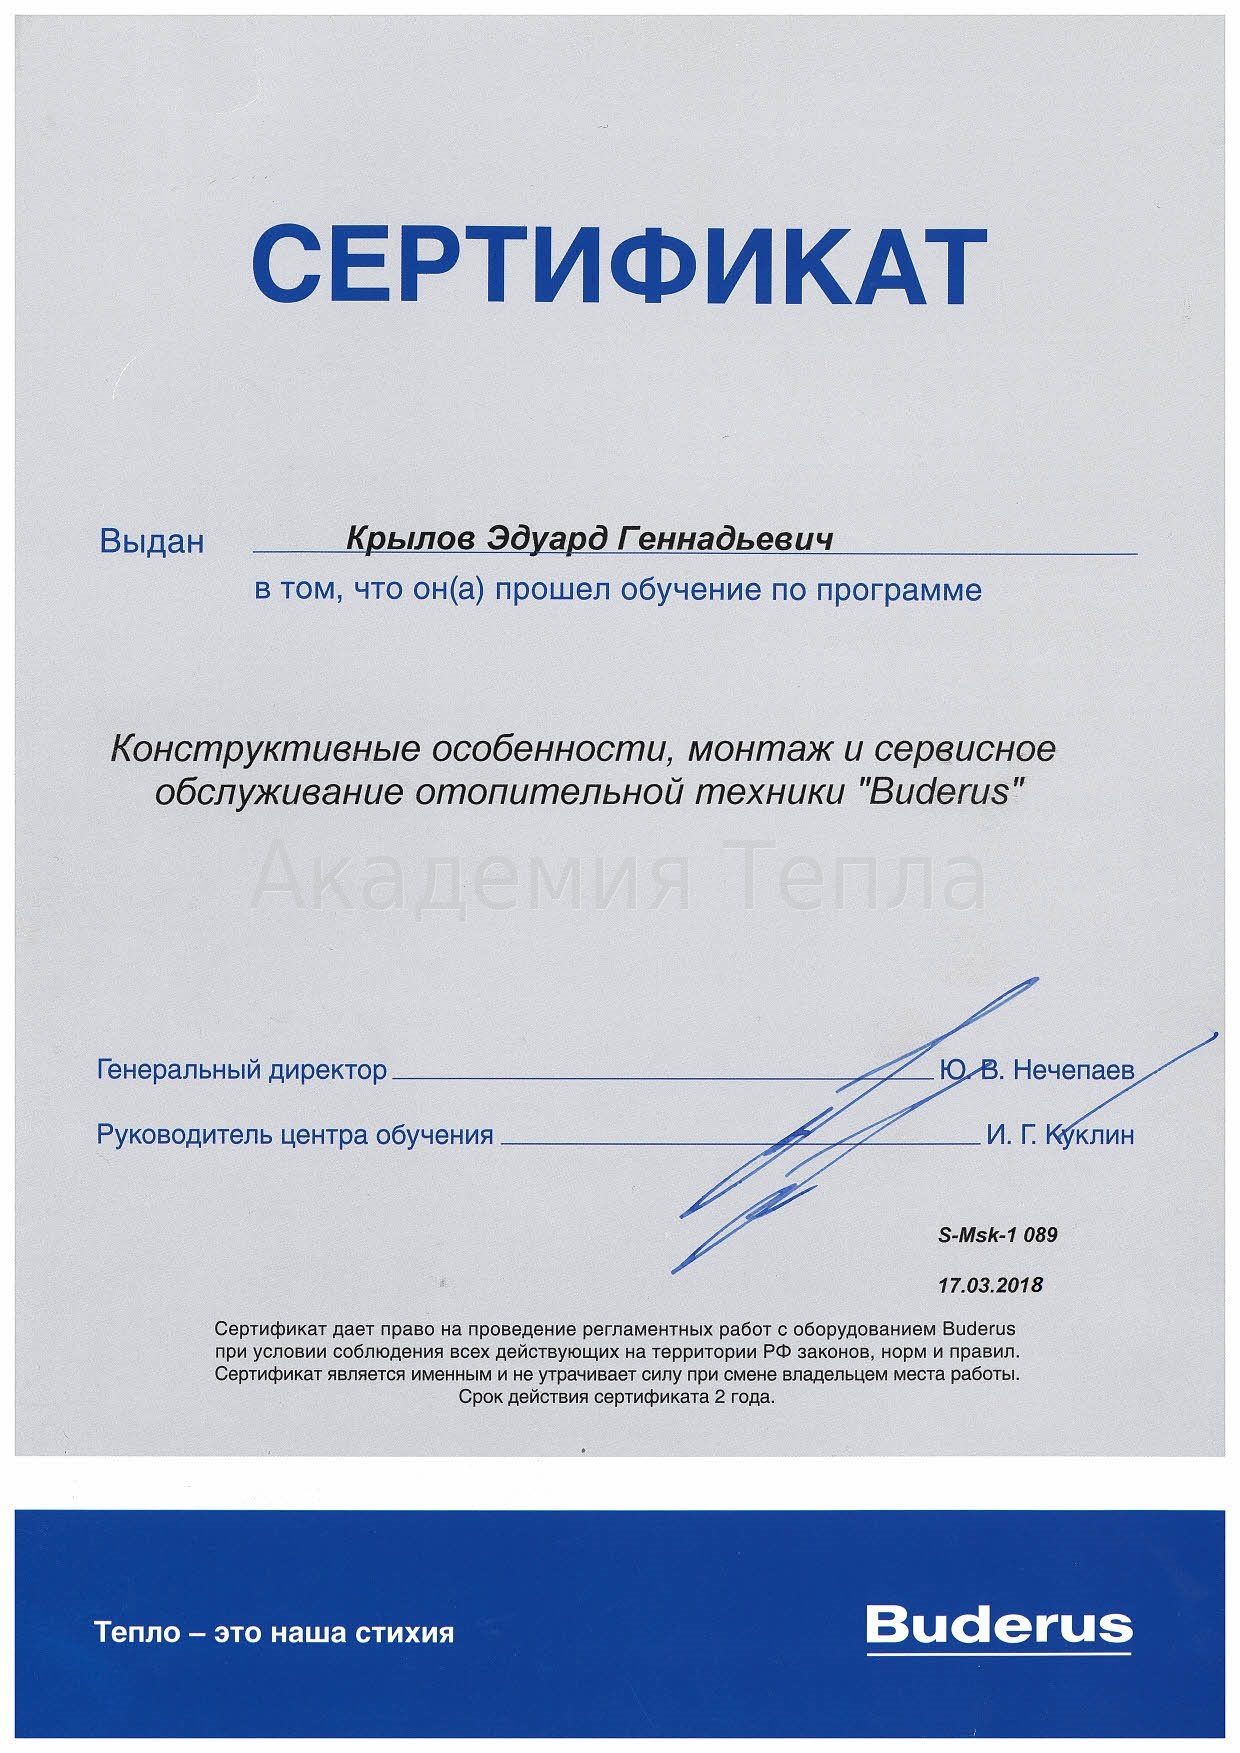 СЕРТИФИКАТ
Выдан Крылов Эдуард Геннадьевич
в том, что он(а) прошел обучение по программе
Конструктивные особенности, монтаж и сервисное
обслуживание отопительной техники "Buderus"
Академия Тепла
Генеральный директор Ю. В. Нечепаев
Руководитель центра обучения И. Г. Куклин
S-Msk-1 089
17.03.2018
Сертификат дает право на проведение регламентных работ с оборудованием Buderus
при условии соблюдения всех действующих на территории РФ законов, норм и правил.
Сертификат является именным и не утрачивает силу при смене владельцем места работы.
Срок действия сертификата 2 года.
Тепло – это наша стихия
Buderus